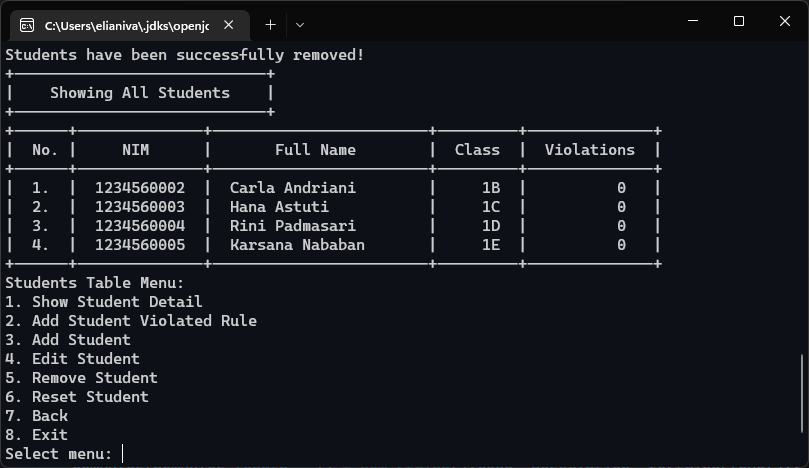 C:\Users\elianiva\.jdks\openjc
Students have been successfully removed!
Showing All Students
No. | NIM | Full Name | Class | Violations
1. | 1234560002 | Carla Andriani | 1B | 0
2. | 1234560003 | Hana Astuti | 1C | 0
3. | 1234560004 | Rini Padmasari | 1D | 0
4. | 1234560005 | Karsana Nababan | 1E | 0
Students Table Menu:
1. Show Student Detail
2. Add Student Violated Rule
3. Add Student
4. Edit Student
5. Remove Student
6. Reset Student
7. Back
8. Exit
Select menu: